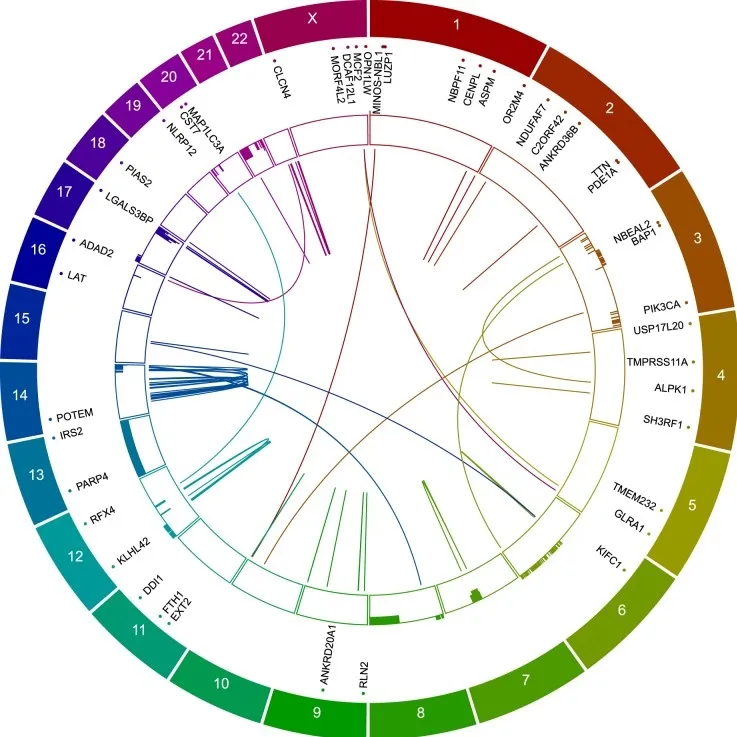 1
2
3
4
5
6
7
8
9
10
11
12
13
14
15
16
17
18
19
20
21
22
X
MINOS-NBL1
LUZP1
NBPF11
CENPL
ASPM
OR2M4
NDUFAF7
C2ORF42
ANKRD36B
TTN
PDE1A
NBEAL2
BAP1
PIK3CA
USP17L20
TMPRSS11A
ALPK1
SH3RF1
TMEM232
GLRA1
KIFC1
RLN2
ANKRD20A1
EXT2
FTH1
DDI1
KLHL42
RFX4
PARP4
IRS2
POTEM
LAT
ADAD2
LGALS3BP
PIAS2
NLRP12
CST7
MAP1LC3A
CLCN4
MORF4L2
DCAF12L1
MCF2
OPN1LW